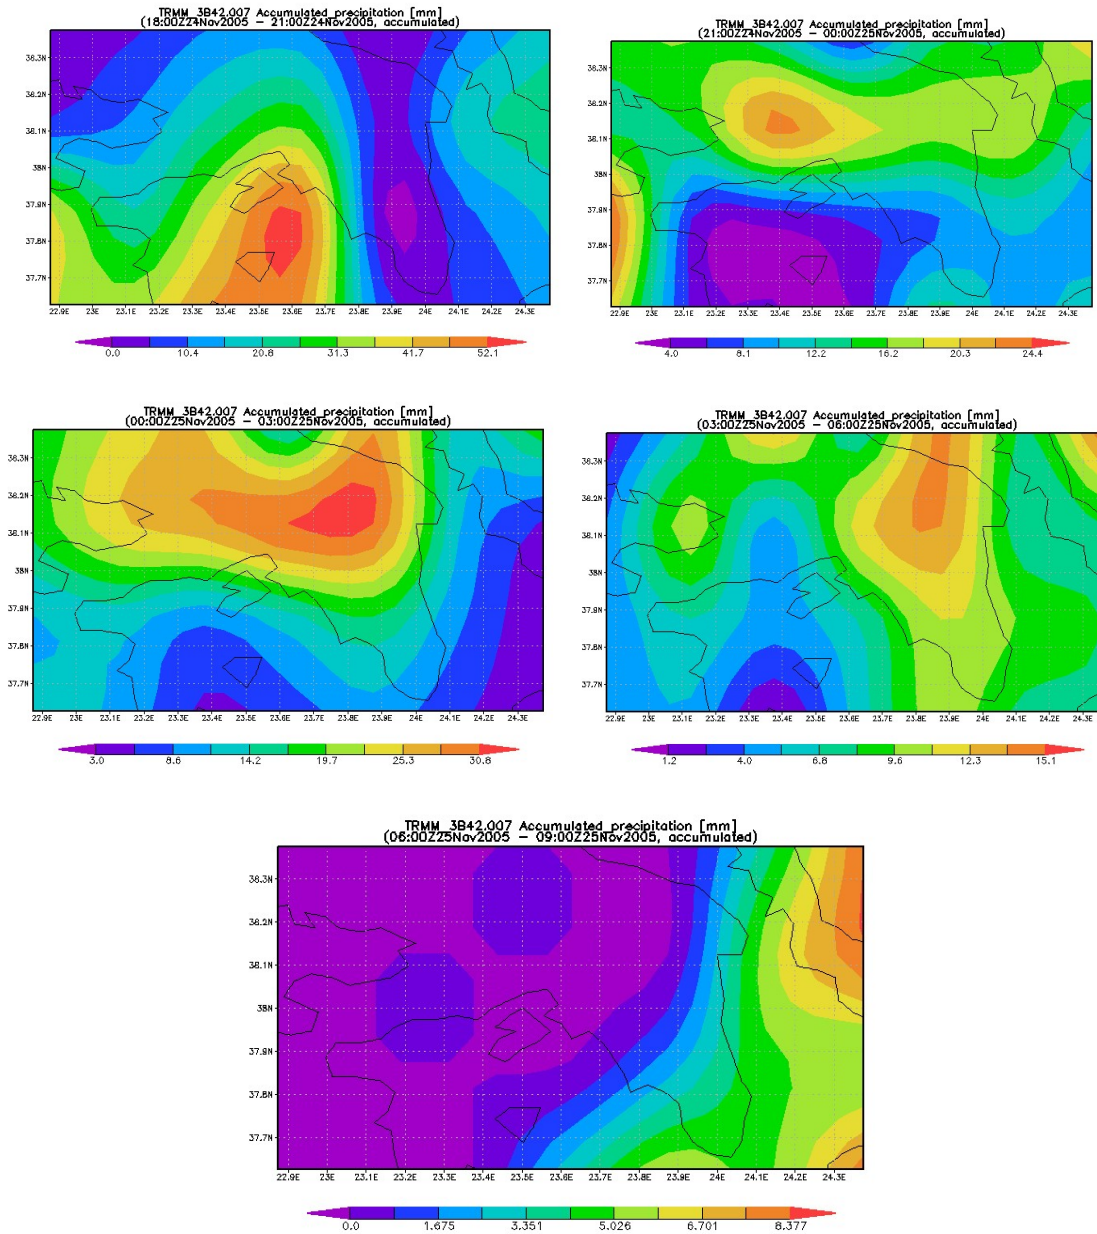 TRMM_3B42.007 Accumulated precipitation [mm]
(18:00Z24Nov2005 – 21:00Z24Nov2005, accumulated)
38.3N
38.2N
38.1N
38N
37.9N
37.8N
37.7N
22.9E 23E 23.1E 23.2E 23.3E 23.4E 23.5E 23.6E 23.7E 23.8E 23.9E 24E 24.1E 24.2E 24.3E
0.0 10.4 20.8 31.3 41.7 52.1
TRMM_3B42.007 Accumulated precipitation [mm]
(21:00Z24Nov2005 – 00:00Z25Nov2005, accumulated)
38.3N
38.2N
38.1N
38N
37.9N
37.8N
37.7N
22.9E 23E 23.1E 23.2E 23.3E 23.4E 23.5E 23.6E 23.7E 23.8E 23.9E 24E 24.1E 24.2E 24.3E
4.0 8.1 12.2 16.2 20.3 24.4
TRMM_3B42.007 Accumulated precipitation [mm]
(00:00Z25Nov2005 – 03:00Z25Nov2005, accumulated)
38.3N
38.2N
38.1N
38N
37.9N
37.8N
37.7N
22.9E 23E 23.1E 23.2E 23.3E 23.4E 23.5E 23.6E 23.7E 23.8E 23.9E 24E 24.1E 24.2E 24.3E
3.0 8.6 14.2 19.7 25.3 30.8
TRMM_3B42.007 Accumulated precipitation [mm]
(03:00Z25Nov2005 – 06:00Z25Nov2005, accumulated)
38.3N
38.2N
38.1N
38N
37.9N
37.8N
37.7N
22.9E 23E 23.1E 23.2E 23.3E 23.4E 23.5E 23.6E 23.7E 23.8E 23.9E 24E 24.1E 24.2E 24.3E
1.2 4.0 6.8 9.6 12.3 15.1
TRMM_3B42.007 Accumulated precipitation [mm]
(06:00Z25Nov2005 – 09:00Z25Nov2005, accumulated)
38.3N
38.2N
38.1N
38N
37.9N
37.8N
37.7N
22.9E 23E 23.1E 23.2E 23.3E 23.4E 23.5E 23.6E 23.7E 23.8E 23.9E 24E 24.1E 24.2E 24.3E
0.0 1.675 3.351 5.026 6.701 8.377